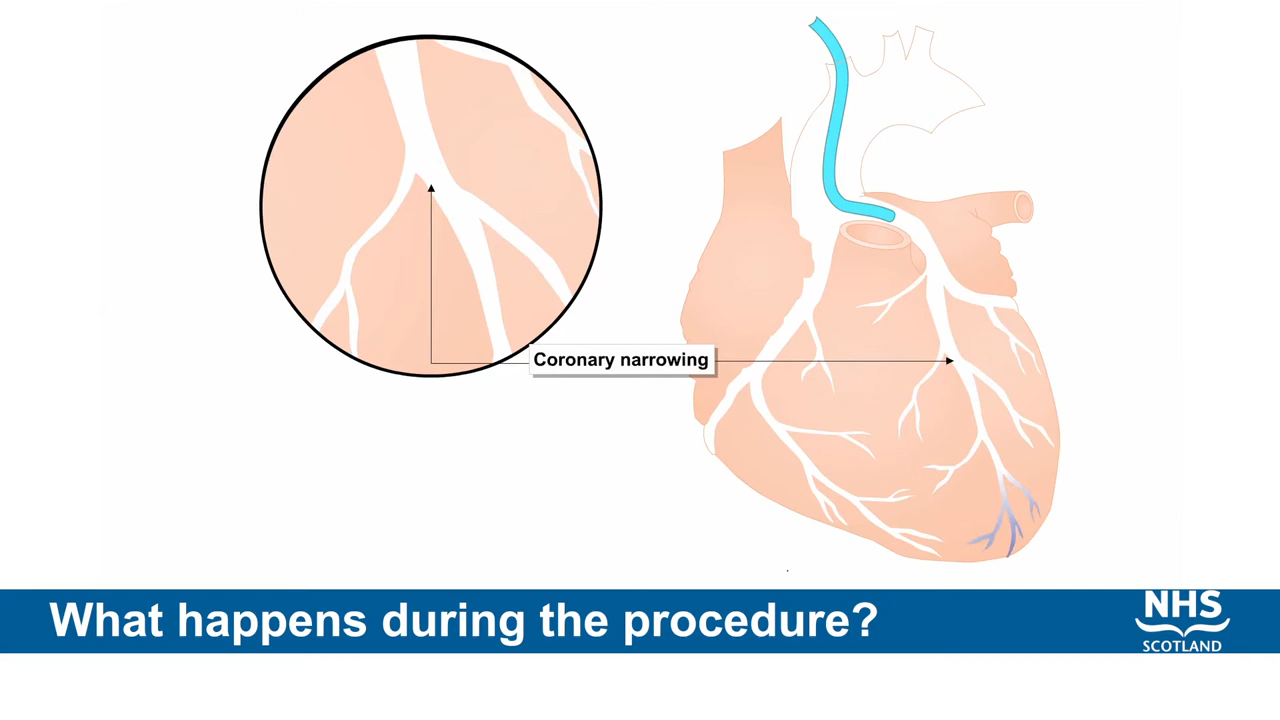 Coronary narrowing
What happens during the procedure?
NHS
SCOTLAND